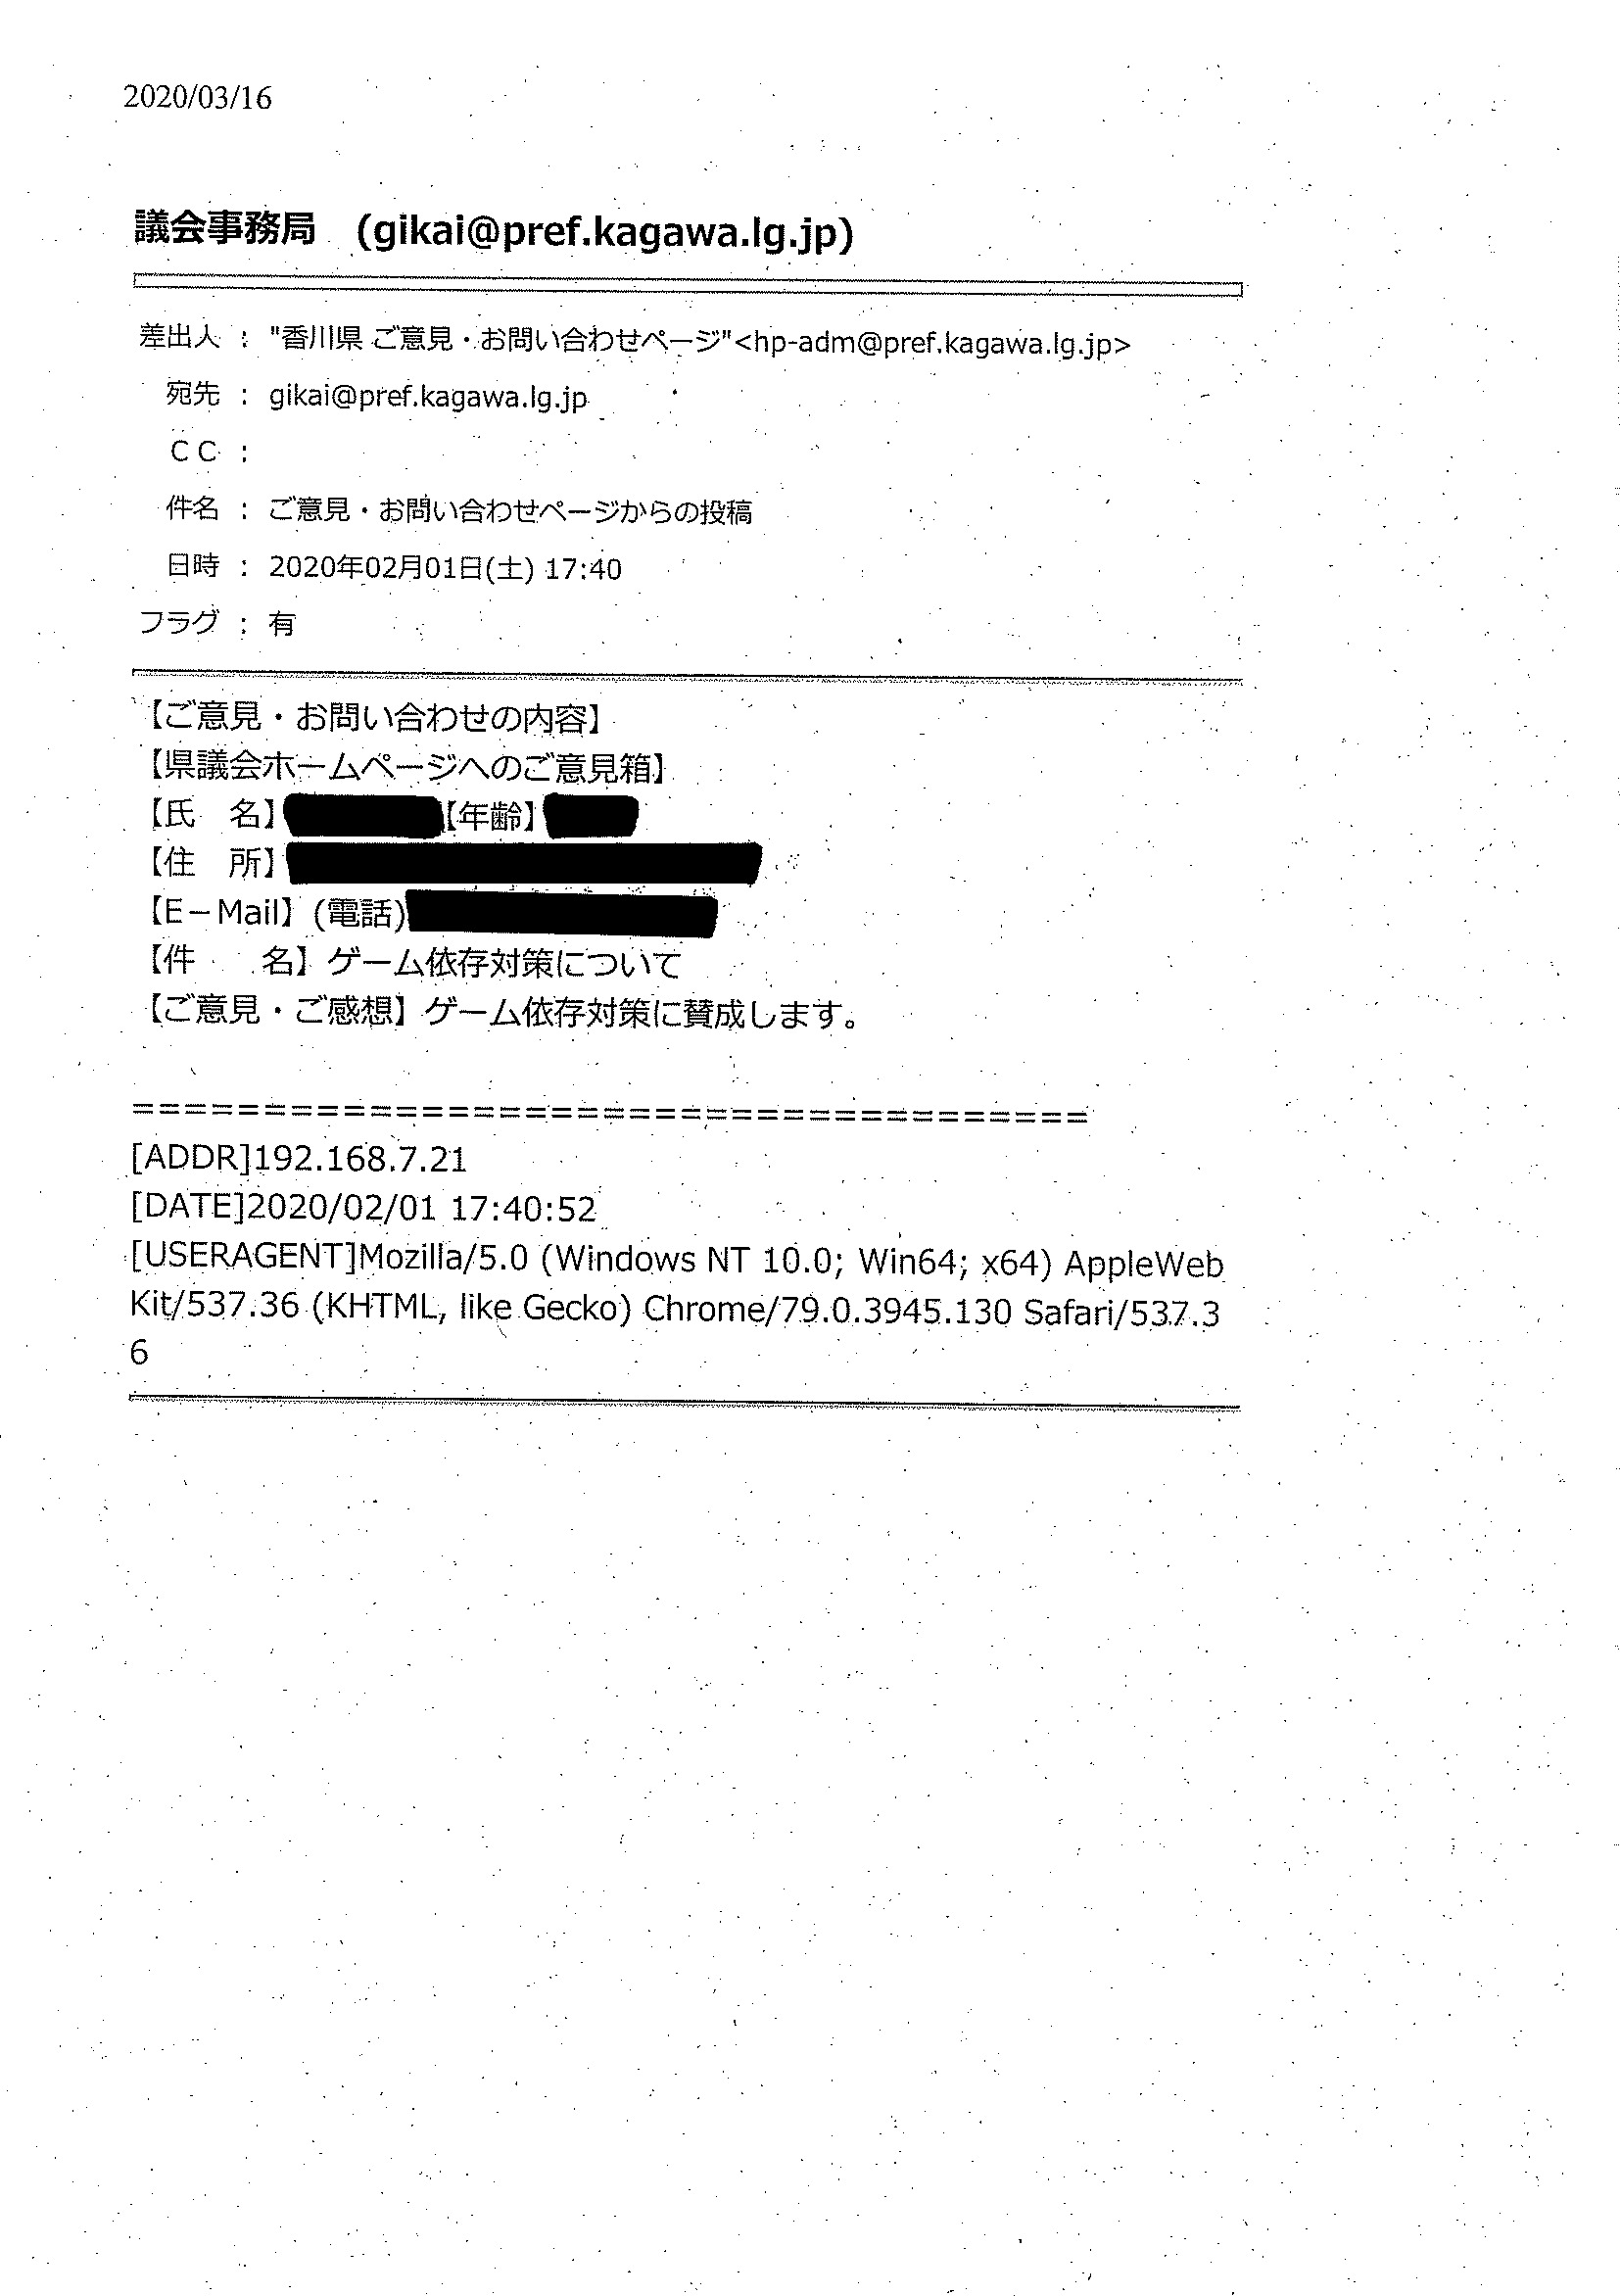 2020/03/16
議会事務局　(gikai@pref.kagawa.lg.jp)
差出人 : "香川県 ご意見・お問い合わせページ"<hp-adm@pref.kagawa.lg.jp>
宛先 : gikai@pref.kagawa.lg.jp
ＣＣ :
件名 : ご意見・お問い合わせページからの投稿
日時 : 2020年02月01日(土) 17:40
フラグ : 有
【ご意見・お問い合わせの内容】
【県議会ホームページへのご意見箱】
【氏　名】【年齢】
【住　所】
【E－Mail】(電話)
【件　　名】ゲーム依存対策について
【ご意見・ご感想】ゲーム依存対策に賛成します。
=====================================
[ADDR]192.168.7.21
[DATE]2020/02/01 17:40:52
[USERAGENT]Mozilla/5.0 (Windows NT 10.0; Win64; x64) AppleWeb
Kit/537.36 (KHTML, like Gecko) Chrome/79.0.3945.130 Safari/537.3
6